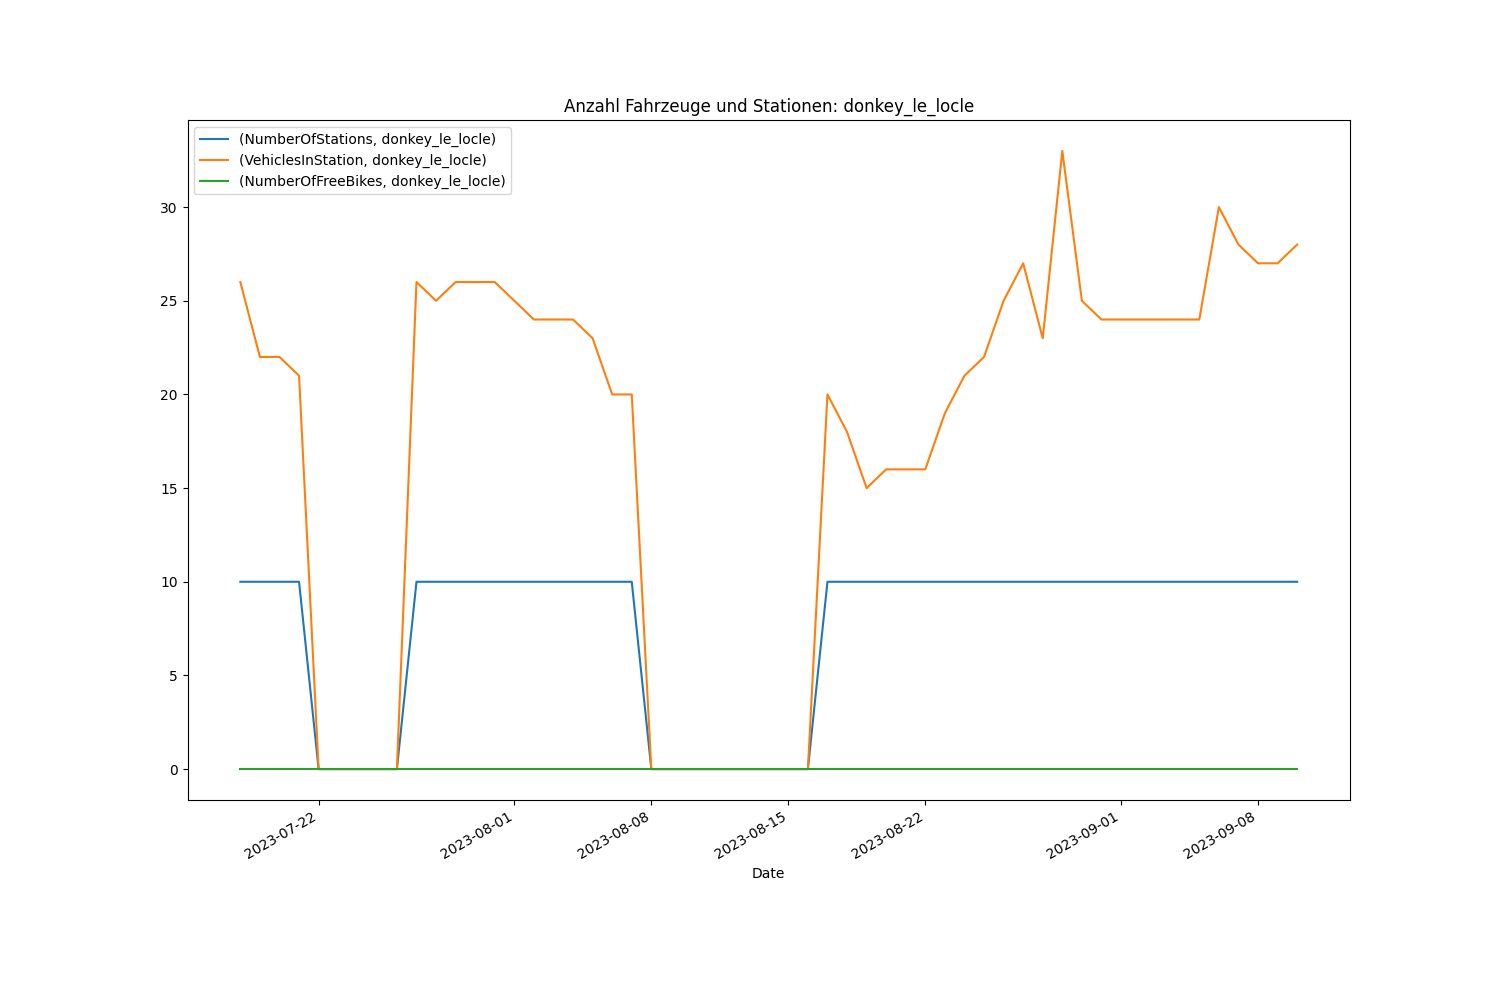 Anzahl Fahrzeuge und Stationen: donkey_le_locle
(NumberOfStations, donkey_le_locle)
(VehiclesInStation, donkey_le_locle)
(NumberOfFreeBikes, donkey_le_locle)
30
25
20
15
10
5
0
2023-07-22
2023-08-01
2023-08-08
2023-08-15
2023-08-22
2023-09-01
2023-09-08
Date